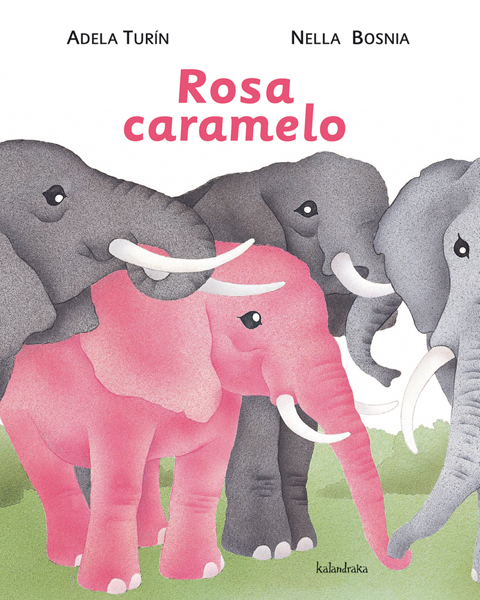 ADELA TURÍN NELLA BOSNIA
Rosa
caramelo
kalandraka